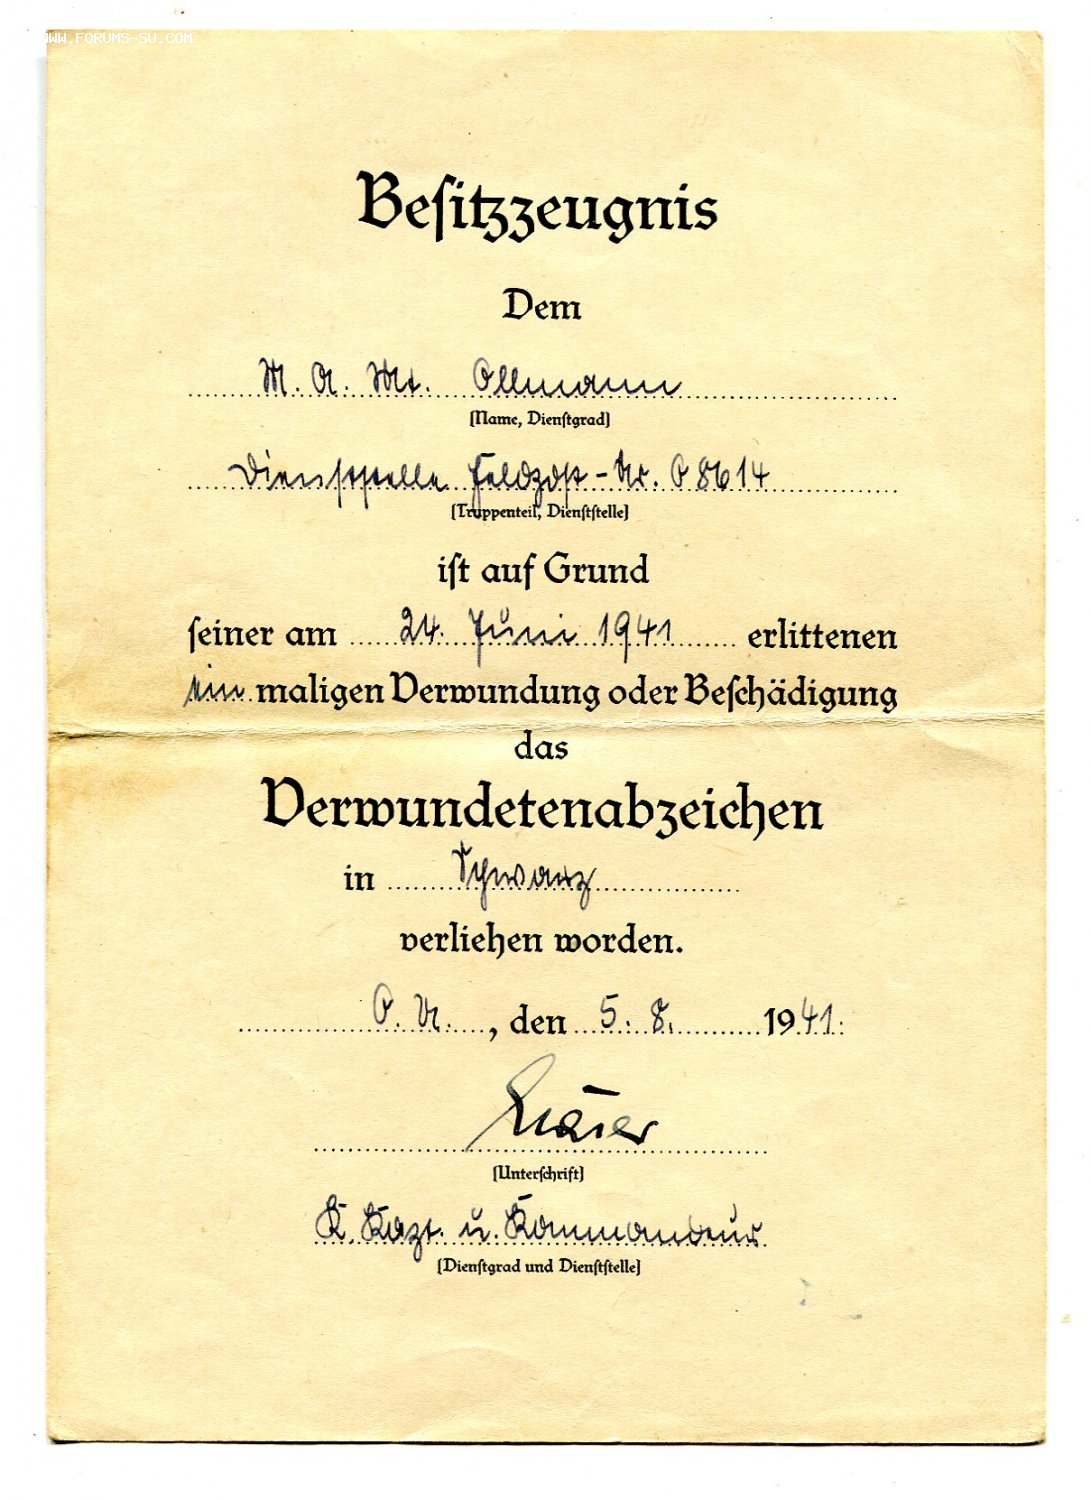 WWW.FORUMS-SU.COM
Besitzzeugnis
Dem
M. A. Mt. Ollmann
(Name, Dienstgrad)
Dienststelle Feldpost-Nr. 08614
(Truppenteil, Dienststelle)
ist auf Grund
seiner am 24. Juni 1941 erlittenen
ein maligen Verwundung oder Beschädigung
das
Verwundetenabzeichen
in Schwarz
verliehen worden.
O. U., den 5. 8. 1941.
(Unterschrift)
K. Kapt. u. Kommandeur
(Dienstgrad und Dienststelle)